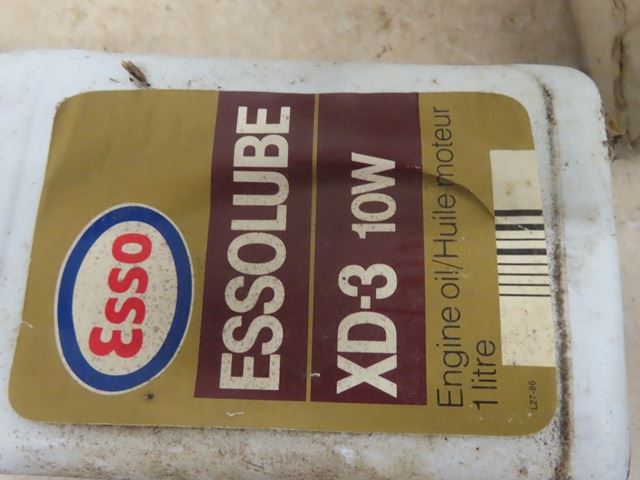 Esso
ESSOLUBE
XD-3 10W
Engine oil/Huile moteur
1 litre
L27-86